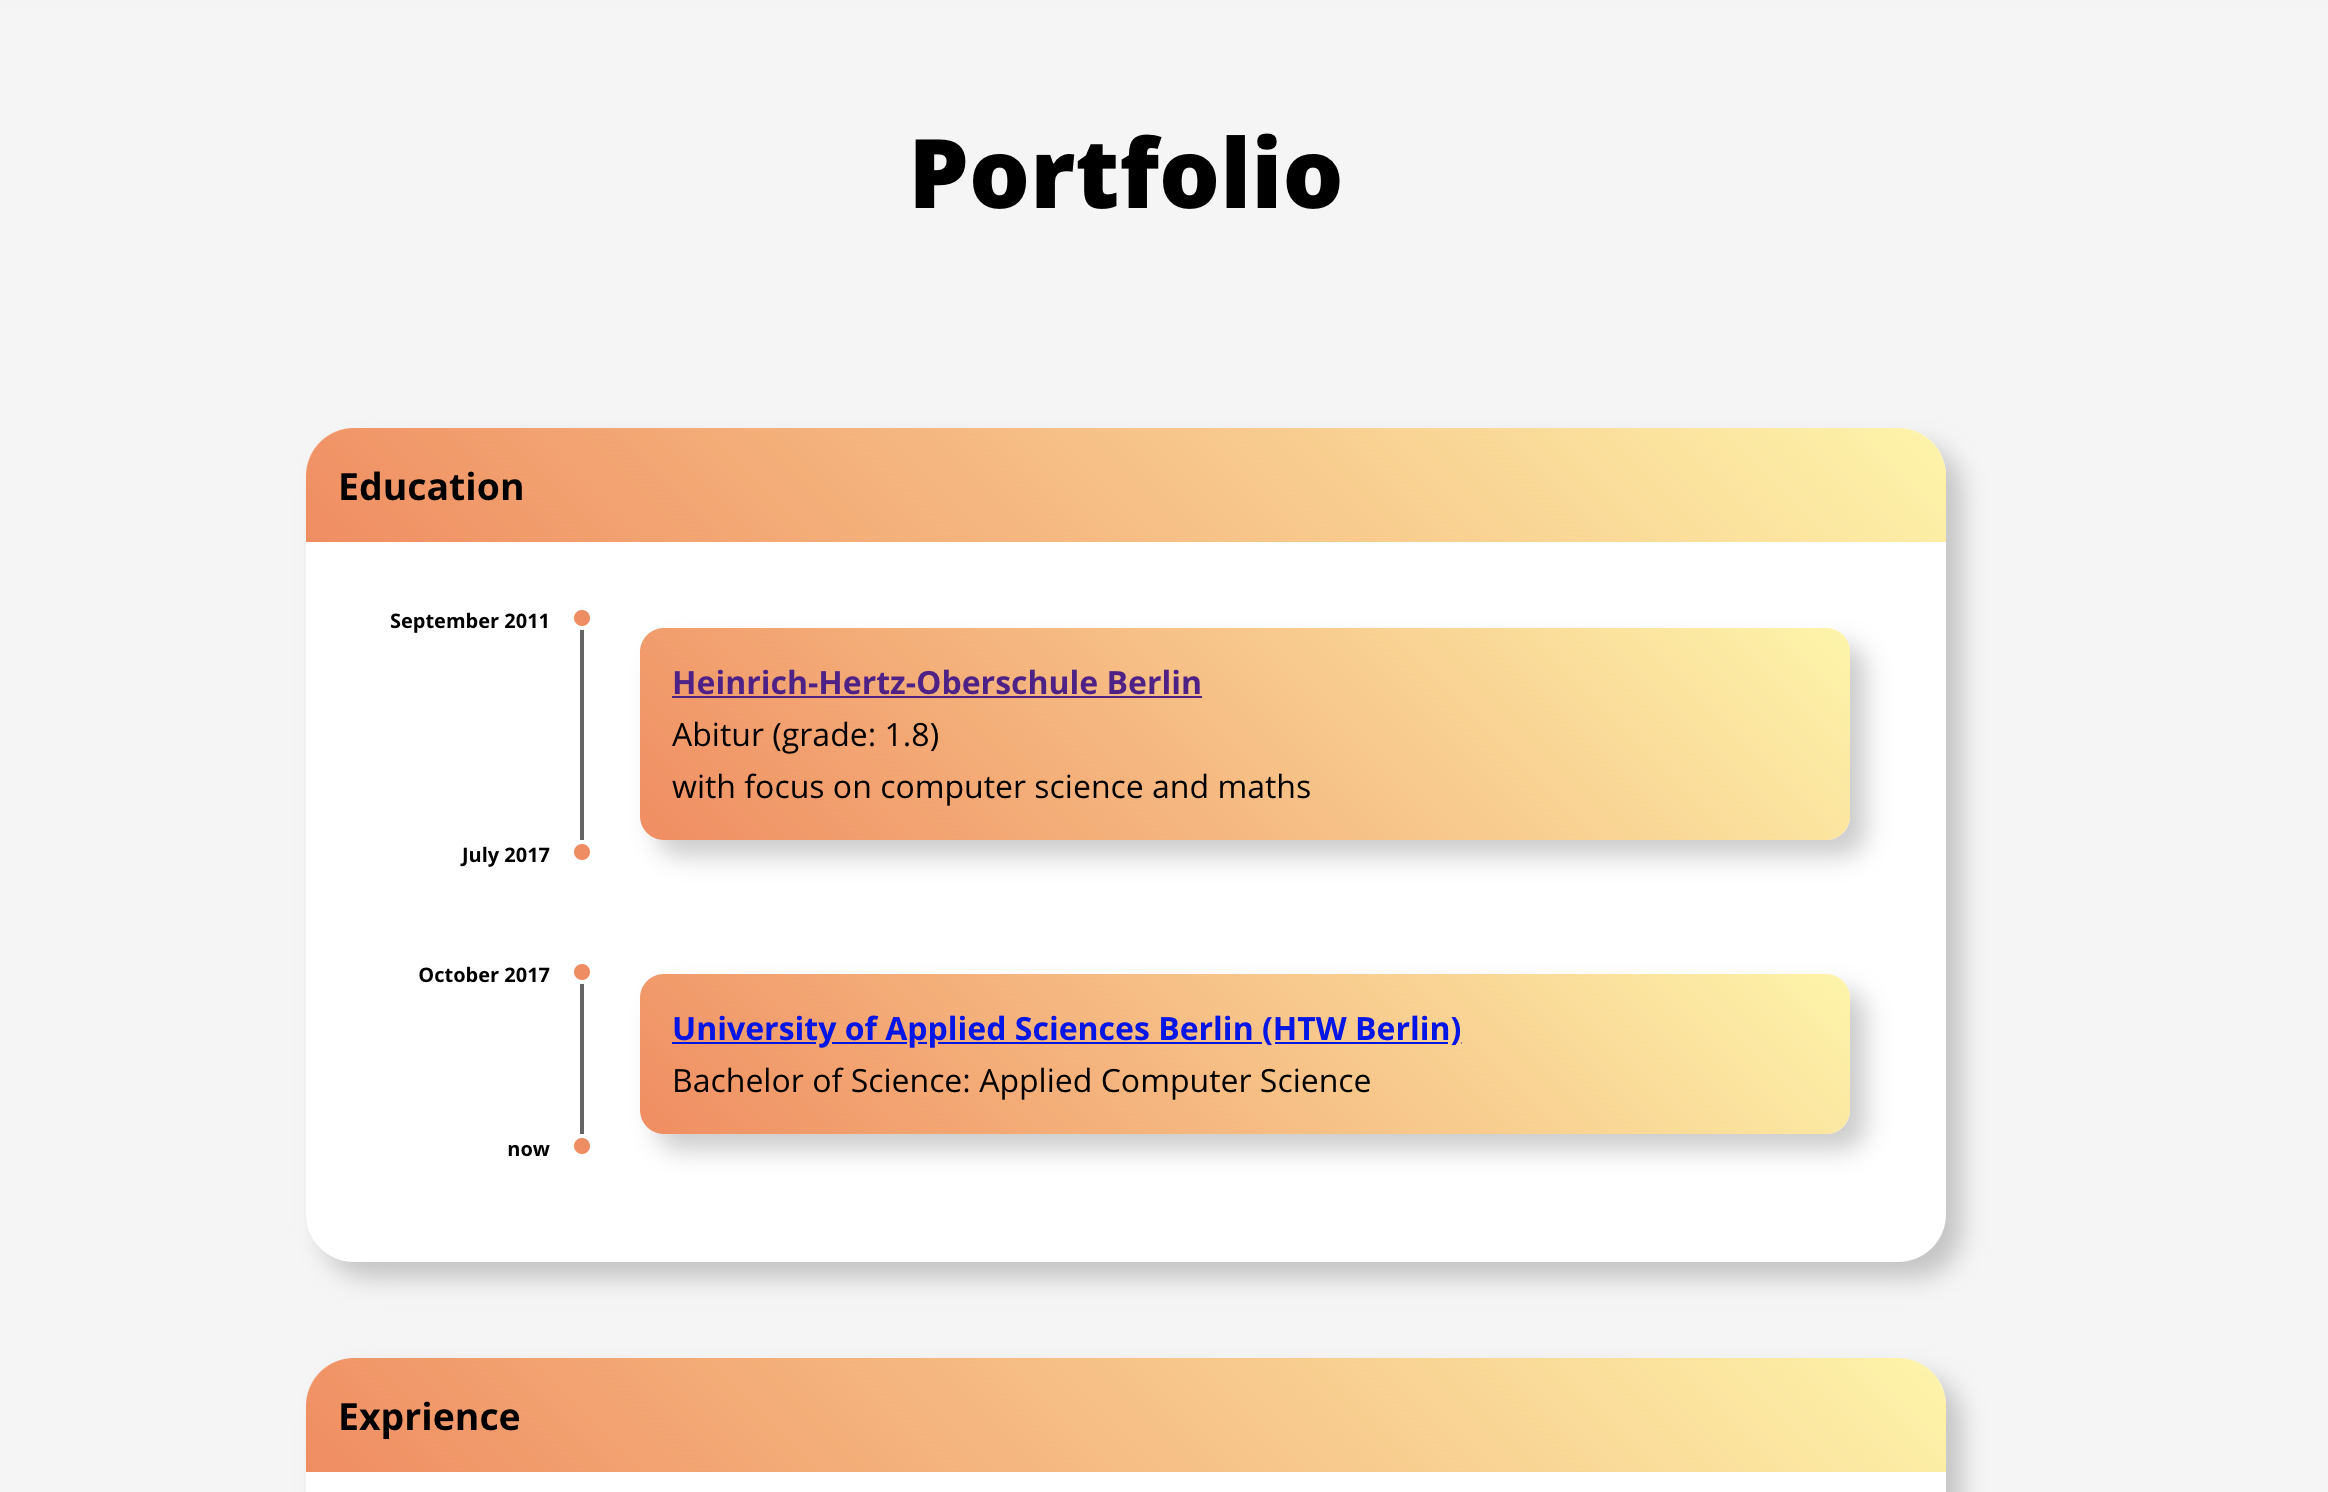 Portfolio
Education
September 2011
Heinrich-Hertz-Oberschule Berlin
Abitur (grade: 1.8)
with focus on computer science and maths
July 2017
October 2017
University of Applied Sciences Berlin (HTW Berlin)
Bachelor of Science: Applied Computer Science
now
Exprience